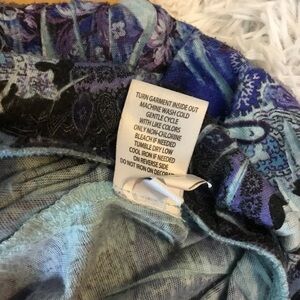 TURN GARMENT INSIDE OUT
MACHINE WASH COLD
GENTLE CYCLE
WITH LIKE COLORS
ONLY NON-CHLORINE
BLEACH IF NEEDED
TUMBLE DRY LOW
COOL IRON IF NEEDED
ON REVERSE SIDE
DO NOT IRON ON